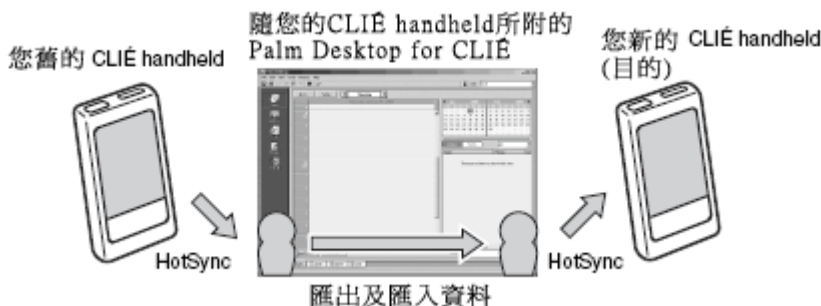 您舊的 CLIÉ handheld
隨您的CLIÉ handheld所附的
Palm Desktop for CLIÉ
您新的 CLIÉ handheld
(目的)
HotSync
HotSync
匯出及匯入資料